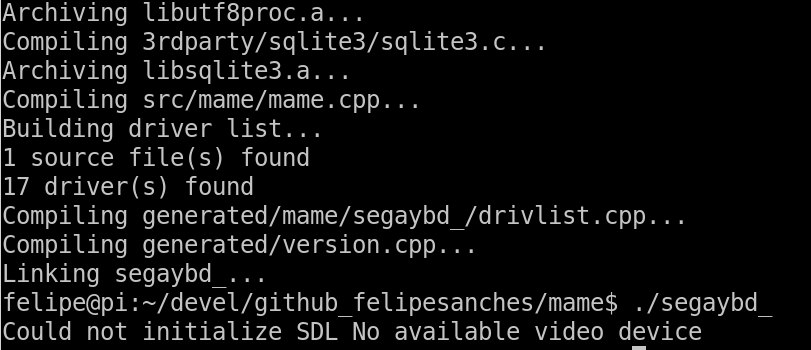 Archiving libutf8proc.a...
Compiling 3rdparty/sqlite3/sqlite3.c...
Archiving libsqlite3.a...
Compiling src/mame/mame.cpp...
Building driver list...
1 source file(s) found
17 driver(s) found
Compiling generated/mame/segaybd_/drivlist.cpp...
Compiling generated/version.cpp...
Linking segaybd_...
felipe@pi:~/devel/github_felipesanches/mame$ ./segaybd_
Could not initialize SDL No available video device